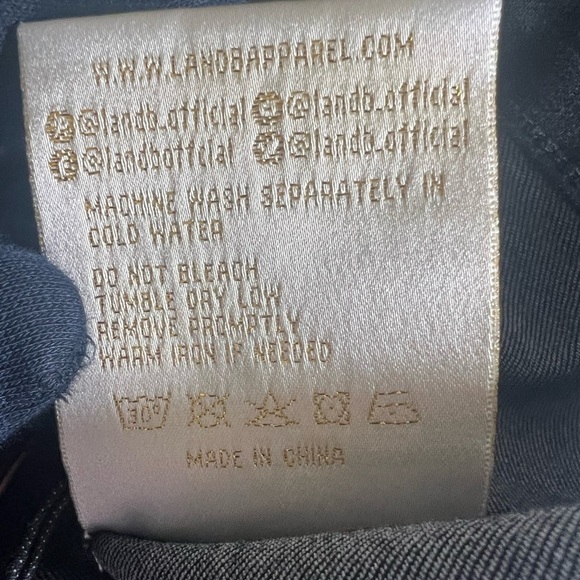 WWW.LANDBAPPAREL.COM
@landb_official @landb_official
@landbofficial @landb_official
MACHINE WASH SEPARATELY IN
COLD WATER
DO NOT BLEACH
TUMBLE DRY LOW
REMOVE PROMPTLY
WARM IRON IF NEEDED
30°
MADE IN CHINA